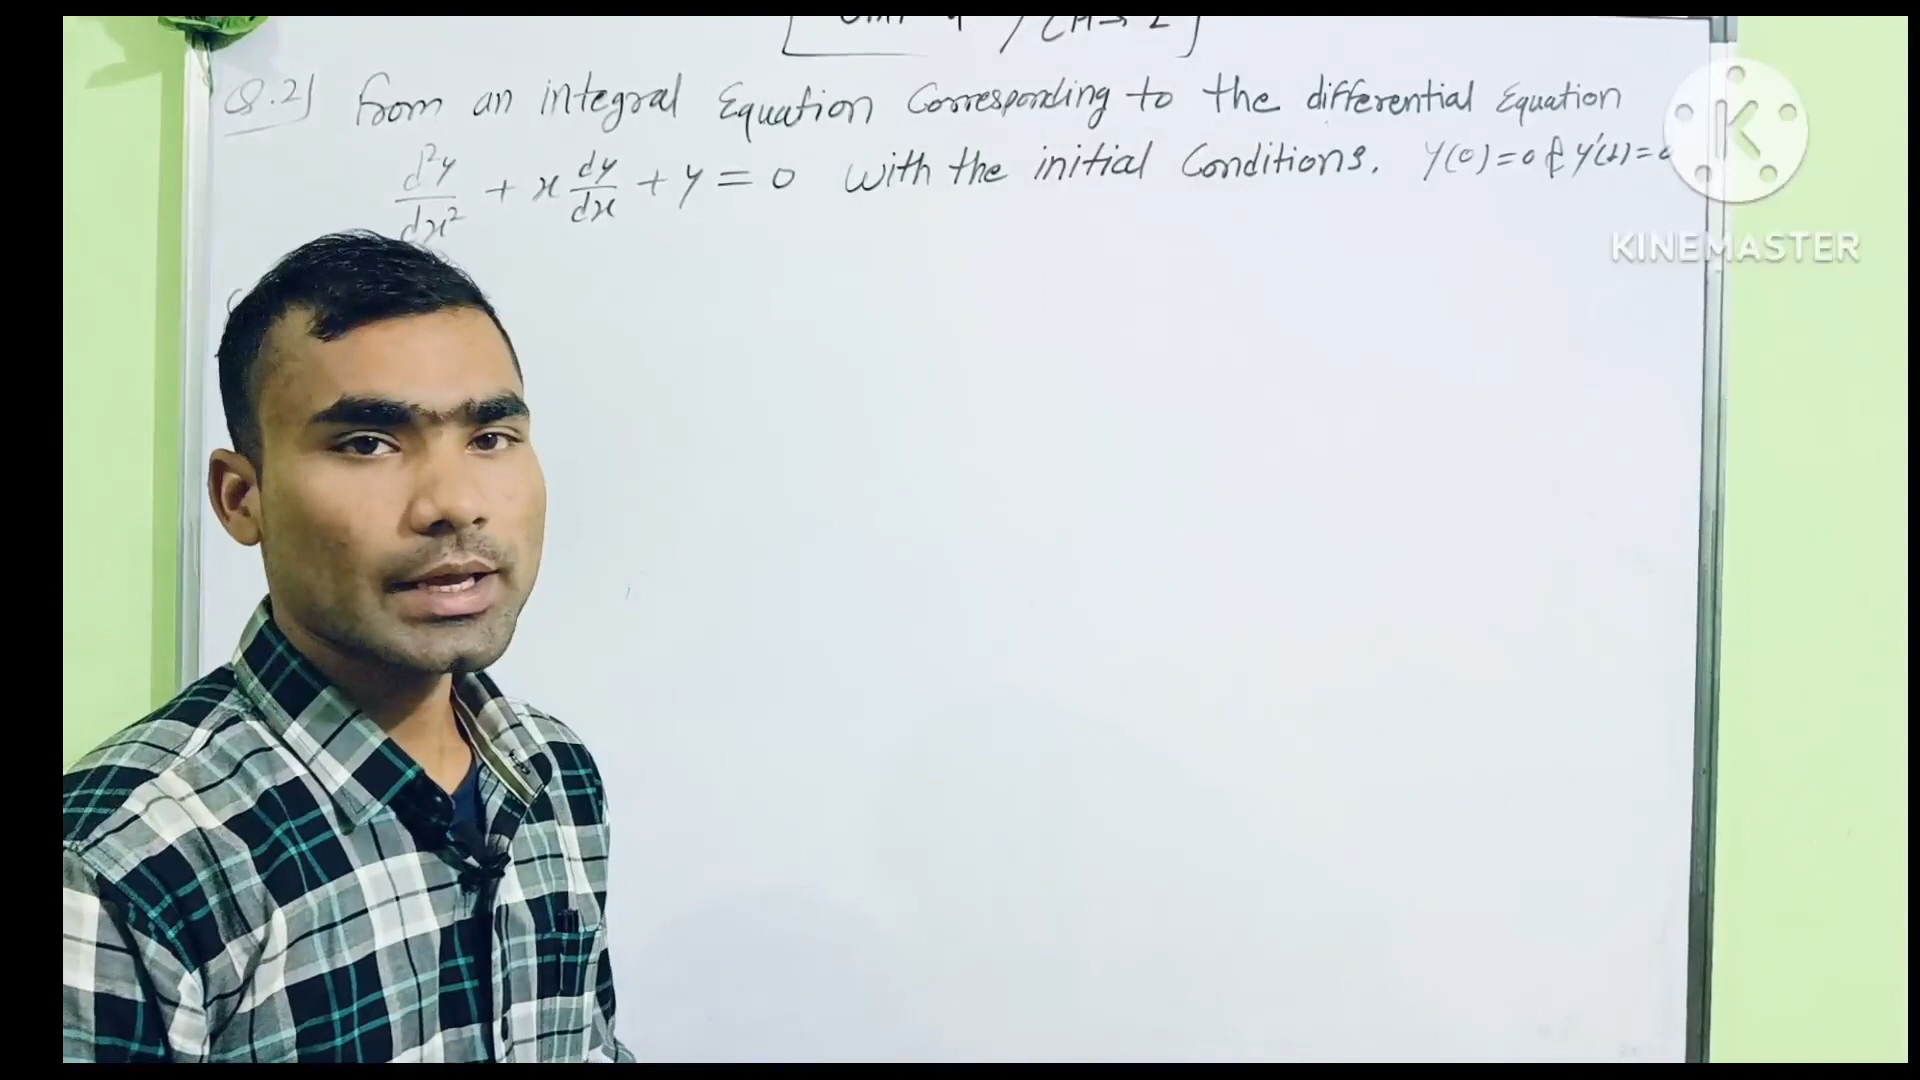 Q.2) From an integral Equation Corresponding to the differential Equation
d²y/dx² + x dy/dx + y = 0 with the initial Conditions. y(0)=0 & y'(1)=0
K
KINEMASTER